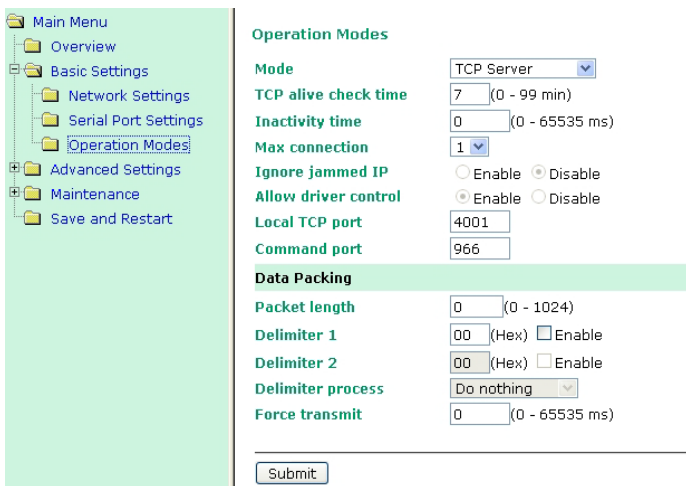 Main Menu
Overview
Basic Settings
Network Settings
Serial Port Settings
Operation Modes
Advanced Settings
Maintenance
Save and Restart
Operation Modes
Mode TCP Server
TCP alive check time 7 (0 - 99 min)
Inactivity time 0 (0 - 65535 ms)
Max connection 1
Ignore jammed IP Enable Disable
Allow driver control Enable Disable
Local TCP port 4001
Command port 966
Data Packing
Packet length 0 (0 - 1024)
Delimiter 1 00 (Hex) Enable
Delimiter 2 00 (Hex) Enable
Delimiter process Do nothing
Force transmit 0 (0 - 65535 ms)
Submit